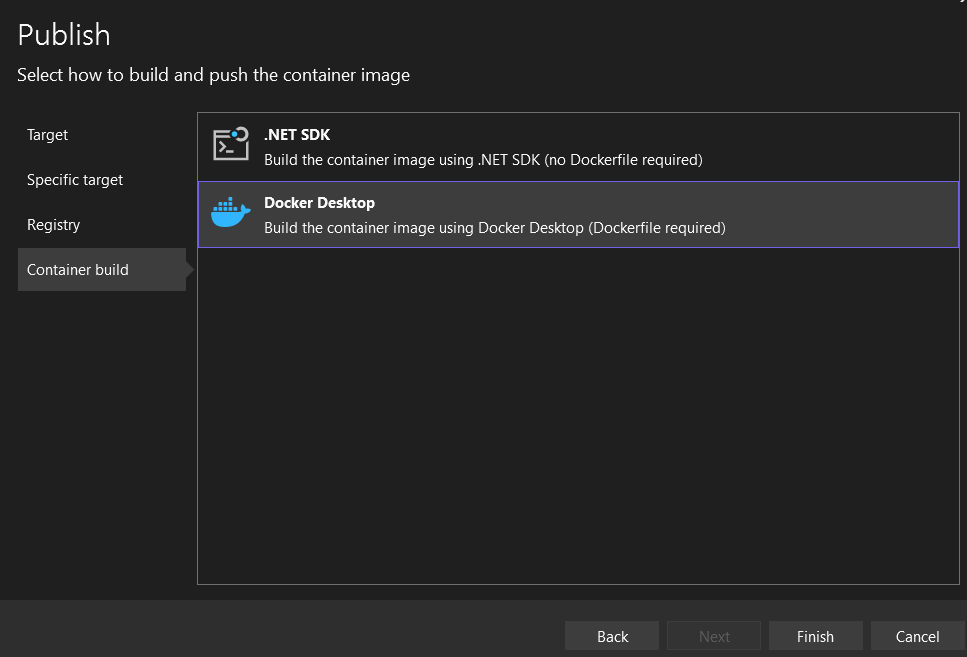 Publish
Select how to build and push the container image
Target
Specific target
Registry
Container build
.NET SDK
Build the container image using .NET SDK (no Dockerfile required)
Docker Desktop
Build the container image using Docker Desktop (Dockerfile required)
Back
Next
Finish
Cancel